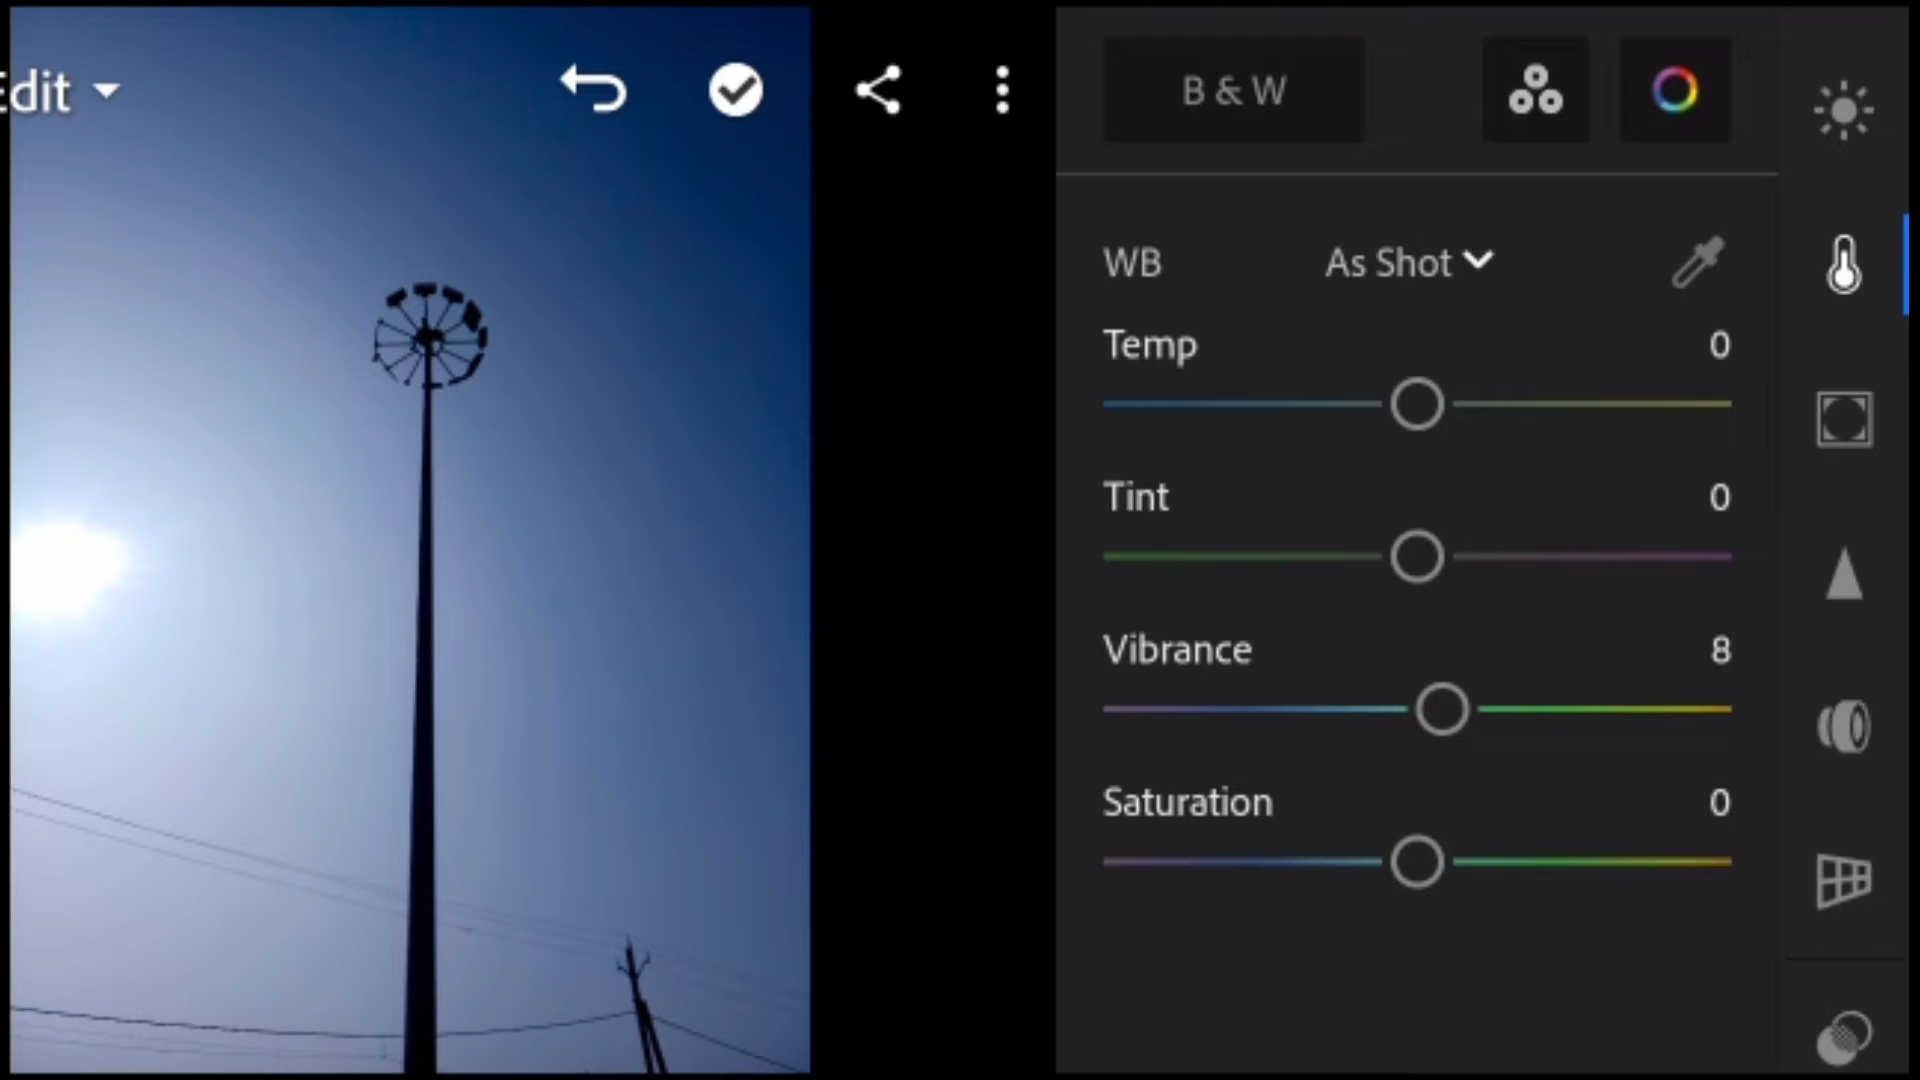 Edit
B & W
WB As Shot
Temp 0
Tint 0
Vibrance 8
Saturation 0